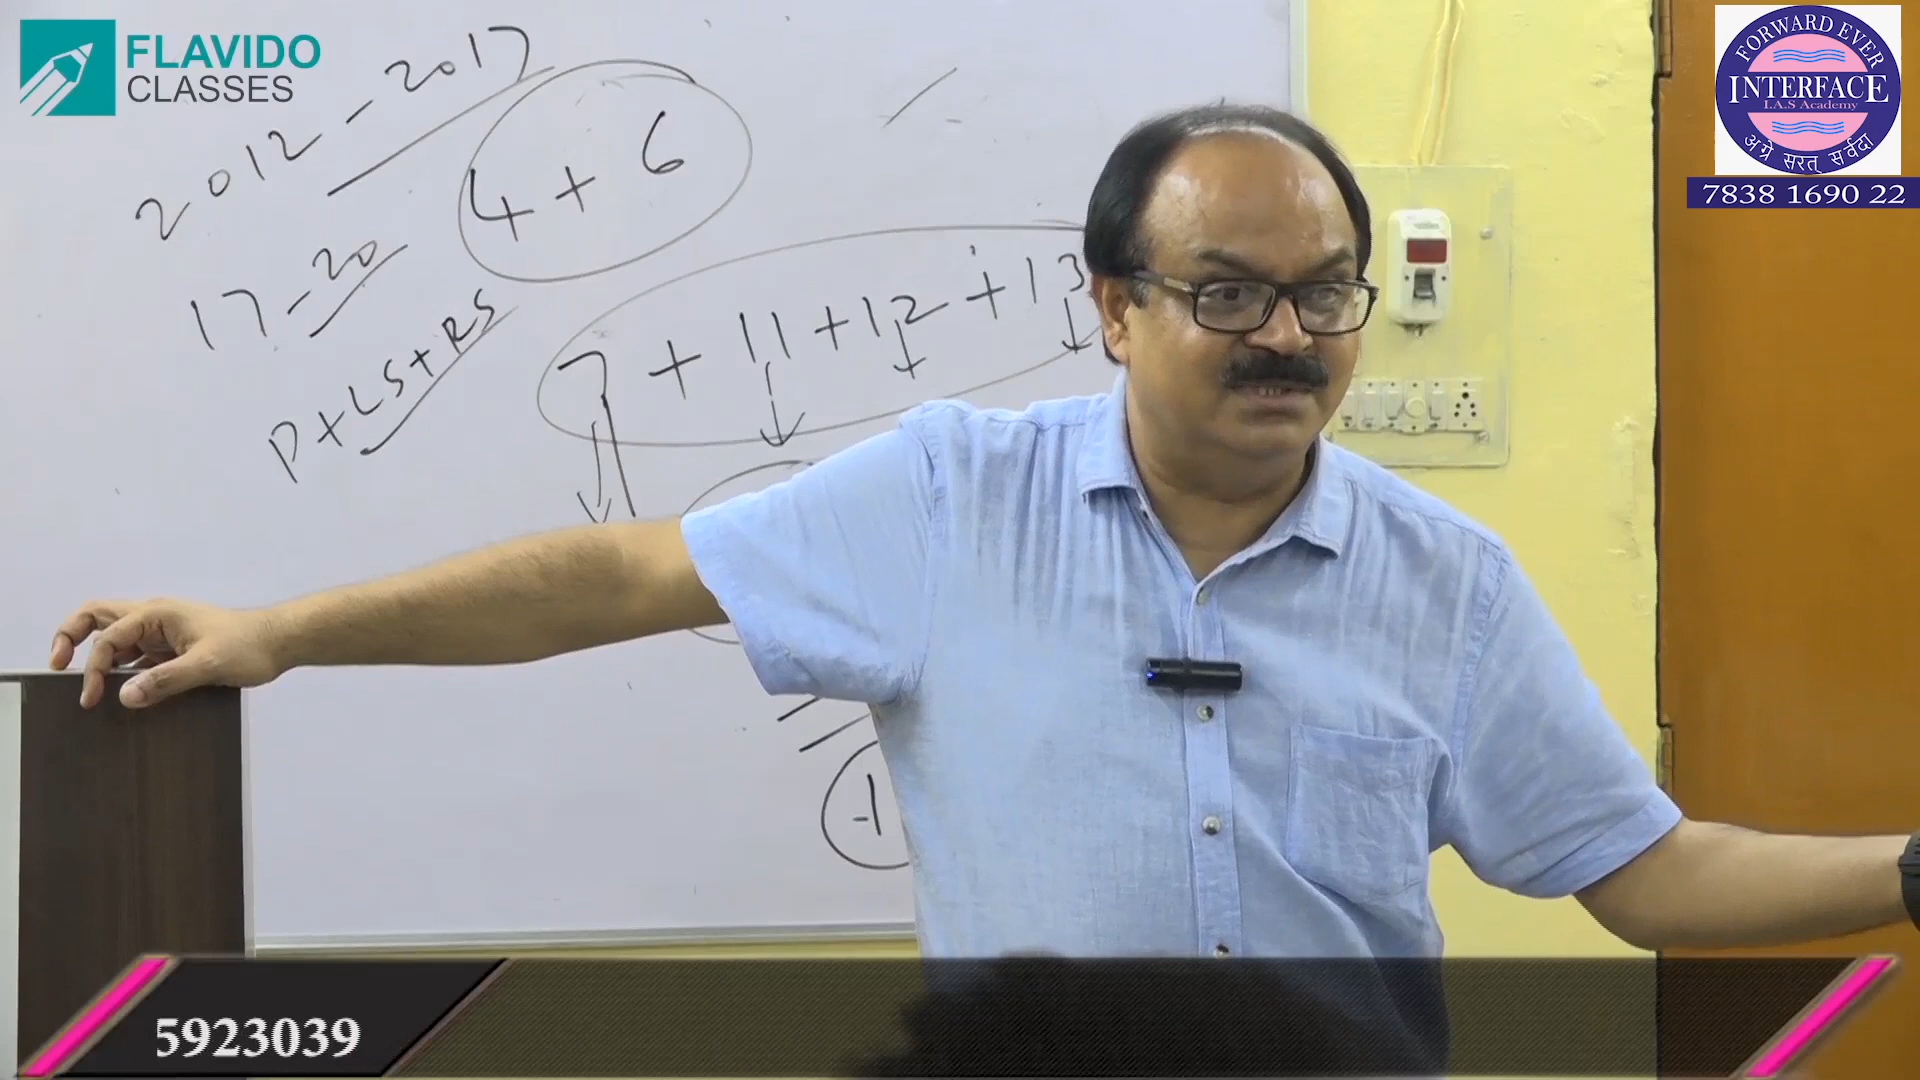 FLAVIDO
CLASSES
2012 - 2017
4 + 6
17-20
P+LS+RS
7 + 11 + 12 + 13
-1
FORWARD EVER
INTERFACE
I.A.S Academy
अग्रे सरत् सर्वदा
7838 1690 22
5923039